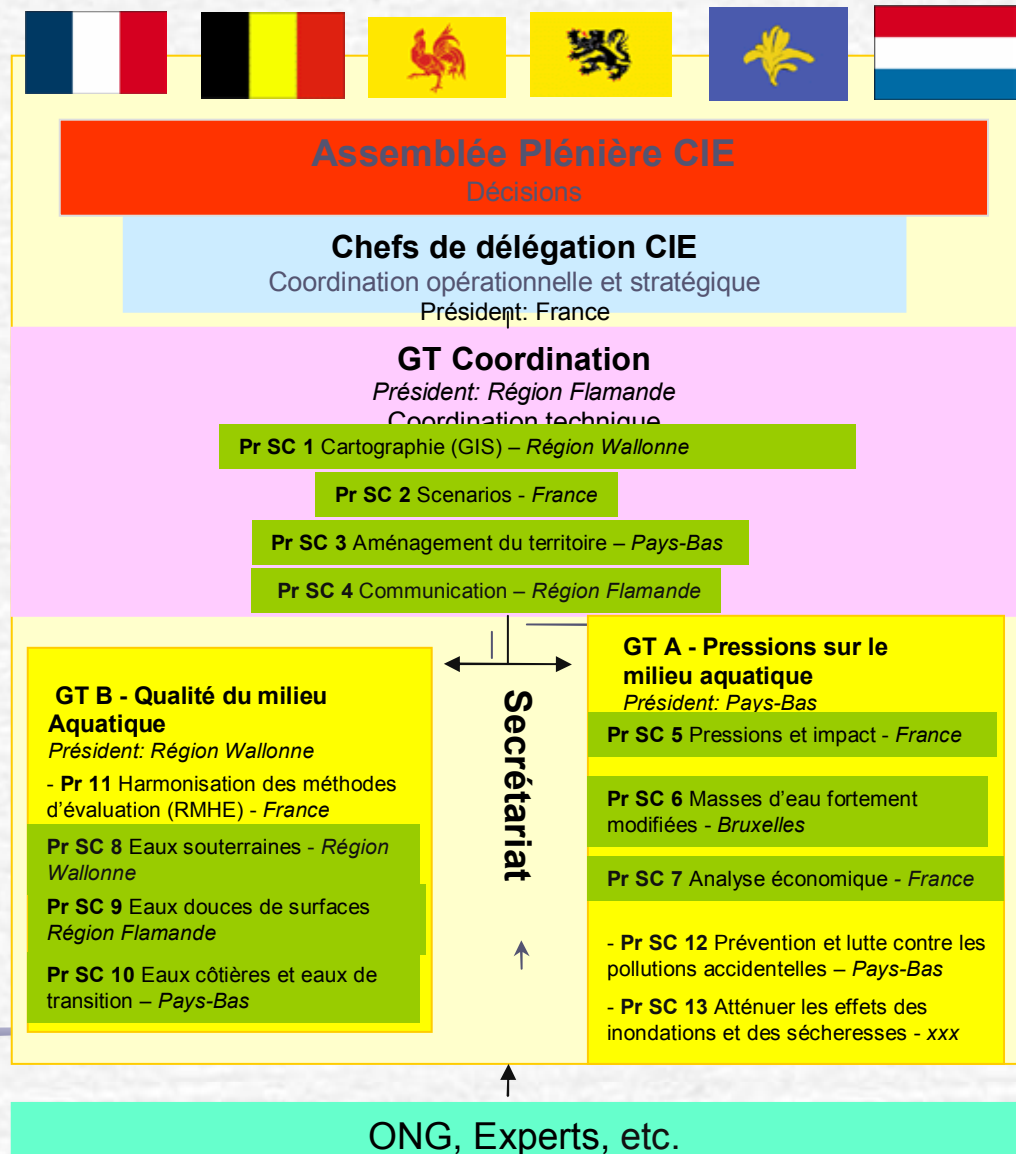 Assemblée Plénière CIE
Décisions
Chefs de délégation CIE
Coordination opérationnelle et stratégique
Président: France
GT Coordination
Président: Région Flamande
Coordination technique
Pr SC 1 Cartographie (GIS) – Région Wallonne
Pr SC 2 Scenarios - France
Pr SC 3 Aménagement du territoire – Pays-Bas
Pr SC 4 Communication – Région Flamande
GT B - Qualité du milieu
Aquatique
Président: Région Wallonne
- Pr 11 Harmonisation des méthodes
d'évaluation (RMHE) - France
Pr SC 8 Eaux souterraines - Région
Wallonne
Pr SC 9 Eaux douces de surfaces
Région Flamande
Pr SC 10 Eaux côtières et eaux de
transition – Pays-Bas
Secrétariat
GT A - Pressions sur le
milieu aquatique
Président: Pays-Bas
Pr SC 5 Pressions et impact - France
Pr SC 6 Masses d'eau fortement
modifiées - Bruxelles
Pr SC 7 Analyse économique - France
- Pr SC 12 Prévention et lutte contre les
pollutions accidentelles – Pays-Bas
- Pr SC 13 Atténuer les effets des
inondations et des sécheresses - xxx
ONG, Experts, etc.